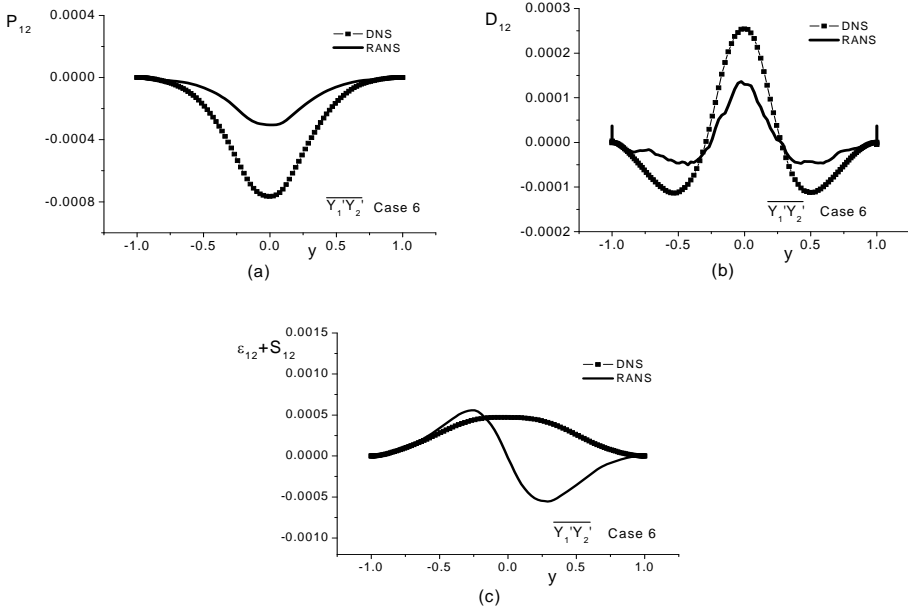 P12
0.0004
0.0000
-0.0004
-0.0008
DNS
RANS
Y1'Y2' Case 6
-1.0 -0.5 0.0 0.5 1.0
y
(a)
D12
0.0003
0.0002
0.0001
0.0000
-0.0001
-0.0002
DNS
RANS
Y1'Y2' Case 6
-1.0 -0.5 0.0 0.5 1.0
y
(b)
ε12+S12
0.0015
0.0010
0.0005
0.0000
-0.0005
-0.0010
DNS
RANS
Y1'Y2' Case 6
-1.0 -0.5 0.0 0.5 1.0
y
(c)